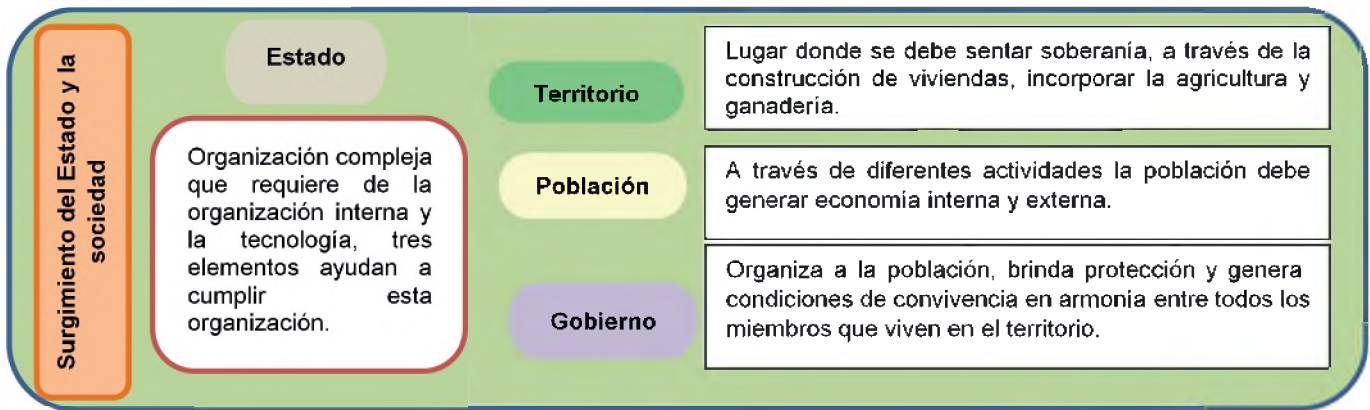 Surgimiento del Estado y la
sociedad
Estado
Organización compleja
que requiere de la
organización interna y
la tecnología, tres
elementos ayudan a
cumplir esta
organización.
Territorio
Lugar donde se debe sentar soberanía, a través de la
construcción de viviendas, incorporar la agricultura y
ganadería.
Población
A través de diferentes actividades la población debe
generar economía interna y externa.
Gobierno
Organiza a la población, brinda protección y genera
condiciones de convivencia en armonía entre todos los
miembros que viven en el territorio.